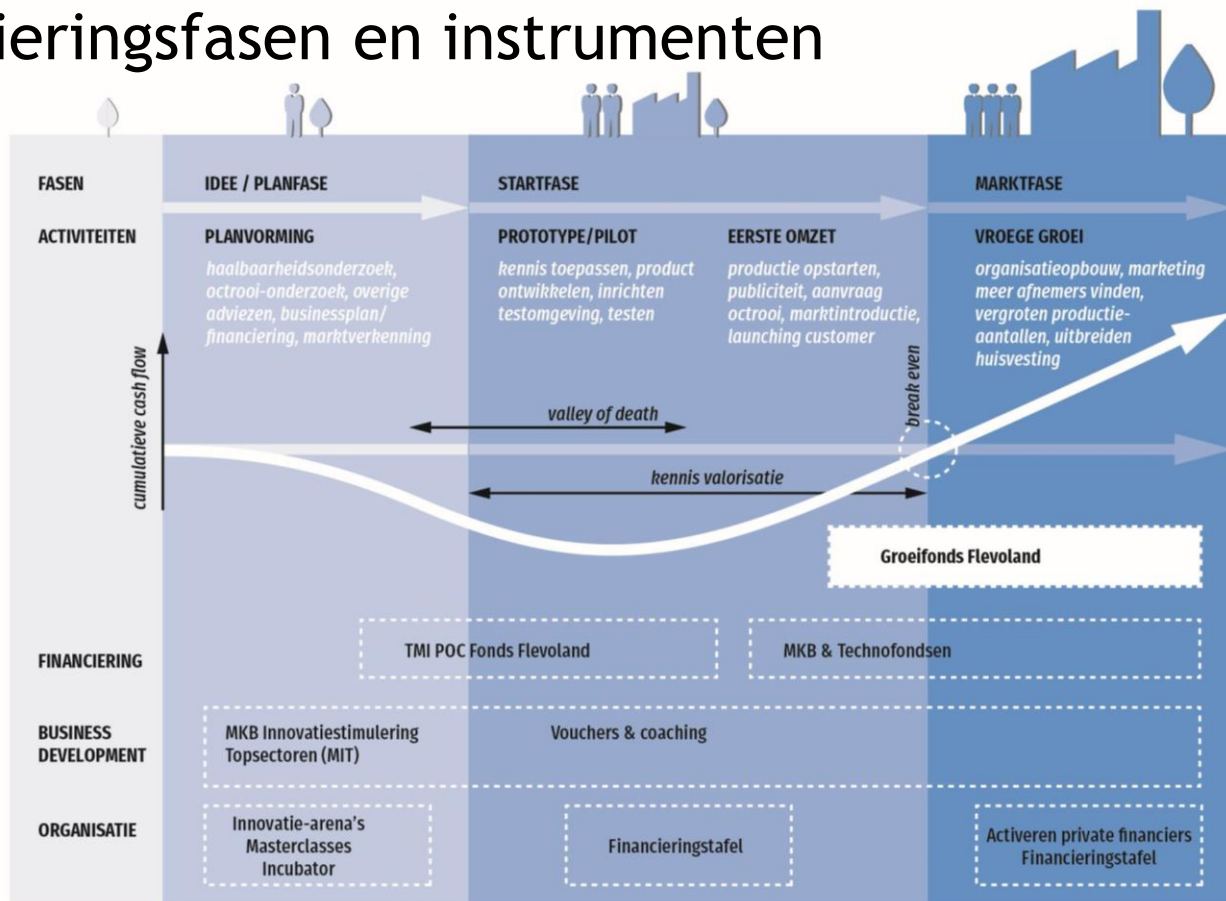 ieringsfasen en instrumenten
FASEN
IDEE / PLANFASE
STARTFASE
MARKTFASE
ACTIVITEITEN
PLANVORMING
haalbaarheidsonderzoek,
octrooi-onderzoek, overige
adviezen, businessplan/
financiering, marktverkenning
PROTOTYPE/PILOT
kennis toepassen, product
ontwikkelen, inrichten
testomgeving, testen
EERSTE OMZET
productie opstarten,
publiciteit, aanvraag
octrooi, marktintroductie,
launching customer
VROEGE GROEI
organisatieopbouw, marketing
meer afnemers vinden,
vergroten productie-
aantallen, uitbreiden
huisvesting
cumulatieve cash flow
valley of death
break even
kennis valorisatie
Groeifonds Flevoland
FINANCIERING
TMI POC Fonds Flevoland
MKB & Technofondsen
BUSINESS
DEVELOPMENT
MKB Innovatiestimulering
Topsectoren (MIT)
Vouchers & coaching
ORGANISATIE
Innovatie-arena's
Masterclasses
Incubator
Financieringstafel
Activeren private financiers
Financieringstafel